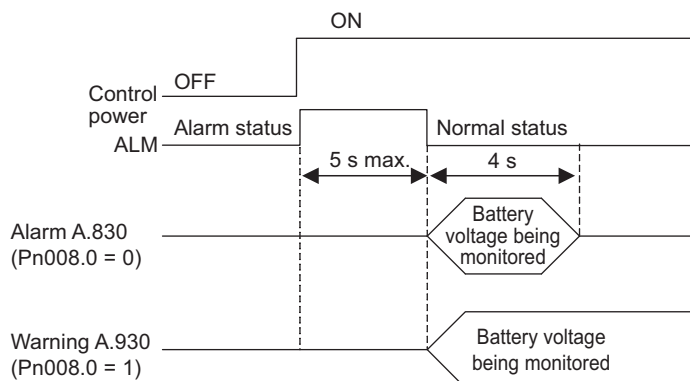 ON
OFF
Control
power
ALM
Alarm status
Normal status
5 s max.
4 s
Alarm A.830
(Pn008.0 = 0)
Battery
voltage being
monitored
Warning A.930
(Pn008.0 = 1)
Battery voltage
being monitored